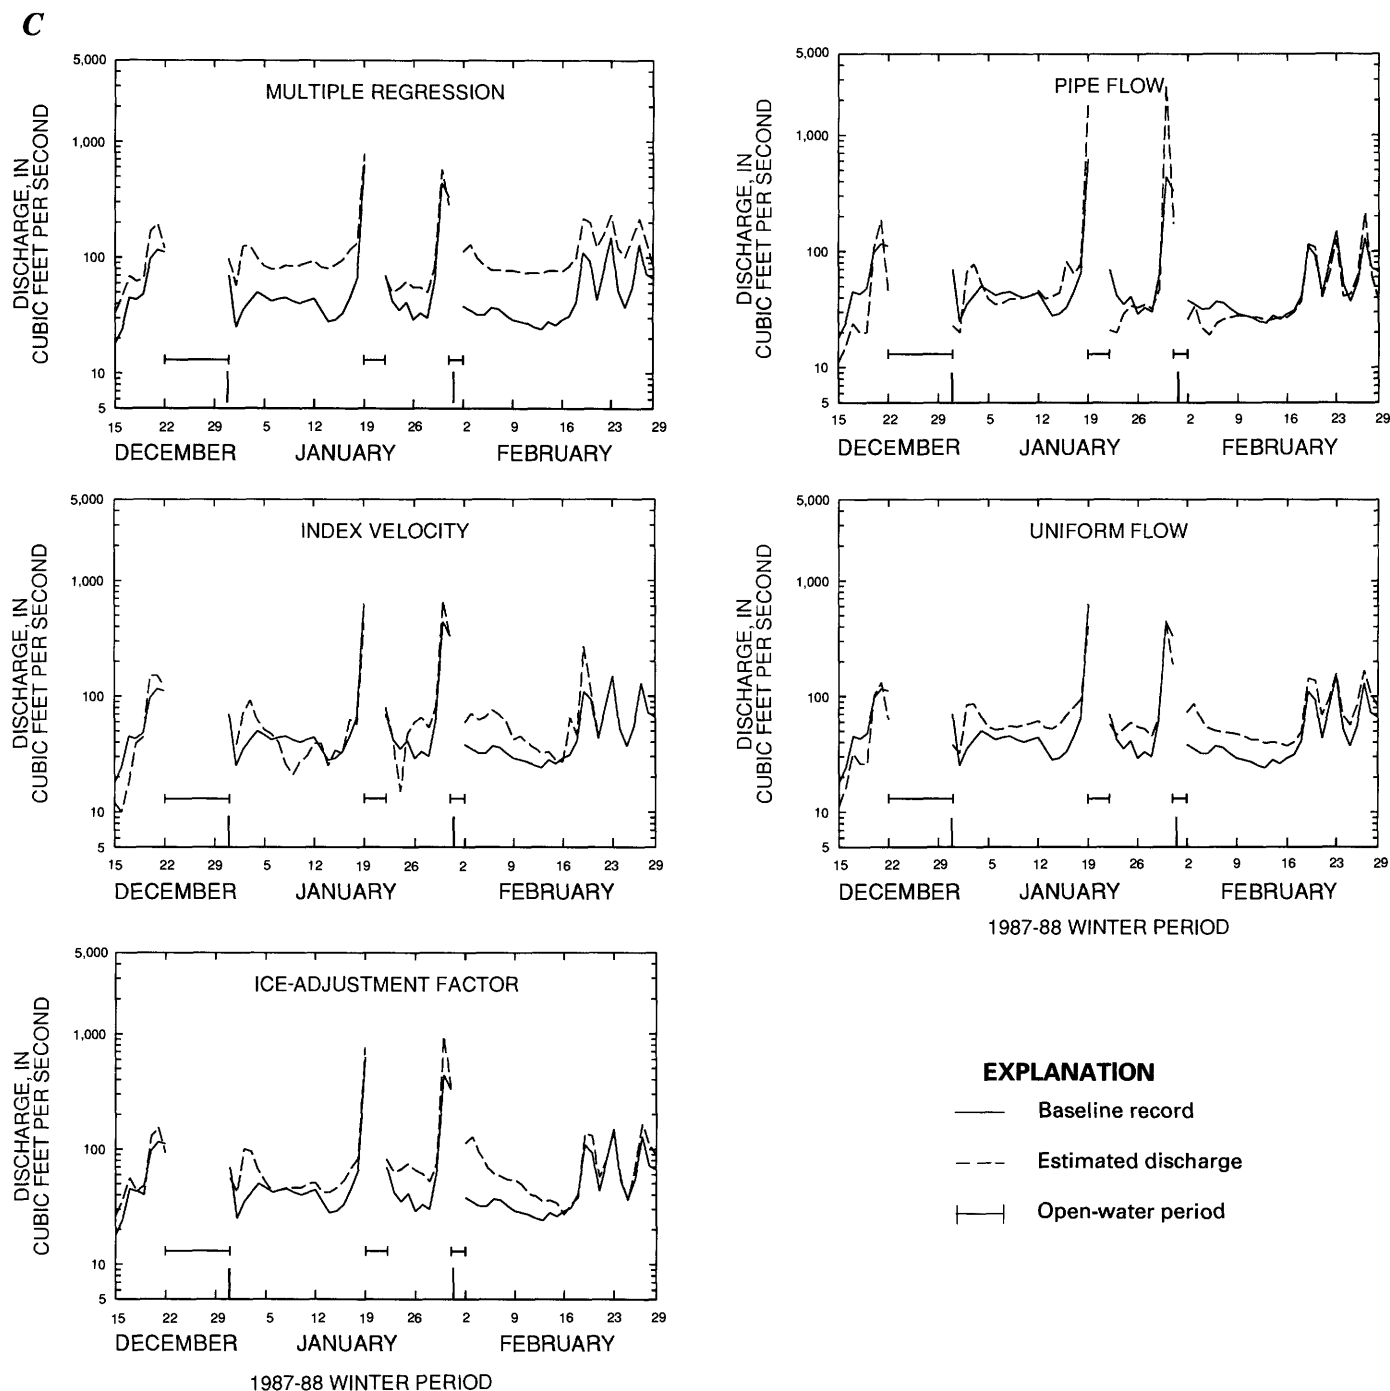 C
MULTIPLE REGRESSION
DISCHARGE, IN
CUBIC FEET PER SECOND
5,000
1,000
100
10
5
15 22 29 5 12 19 26 2 9 16 23 29
DECEMBER JANUARY FEBRUARY
PIPE FLOW
DISCHARGE, IN
CUBIC FEET PER SECOND
5,000
1,000
100
10
5
15 22 29 5 12 19 26 2 9 16 23 29
DECEMBER JANUARY FEBRUARY
INDEX VELOCITY
DISCHARGE, IN
CUBIC FEET PER SECOND
5,000
1,000
100
10
5
15 22 29 5 12 19 26 2 9 16 23 29
DECEMBER JANUARY FEBRUARY
UNIFORM FLOW
DISCHARGE, IN
CUBIC FEET PER SECOND
5,000
1,000
100
10
5
15 22 29 5 12 19 26 2 9 16 23 29
DECEMBER JANUARY FEBRUARY
1987-88 WINTER PERIOD
ICE-ADJUSTMENT FACTOR
DISCHARGE, IN
CUBIC FEET PER SECOND
5,000
1,000
100
10
5
15 22 29 5 12 19 26 2 9 16 23 29
DECEMBER JANUARY FEBRUARY
1987-88 WINTER PERIOD
EXPLANATION
Baseline record
Estimated discharge
Open-water period